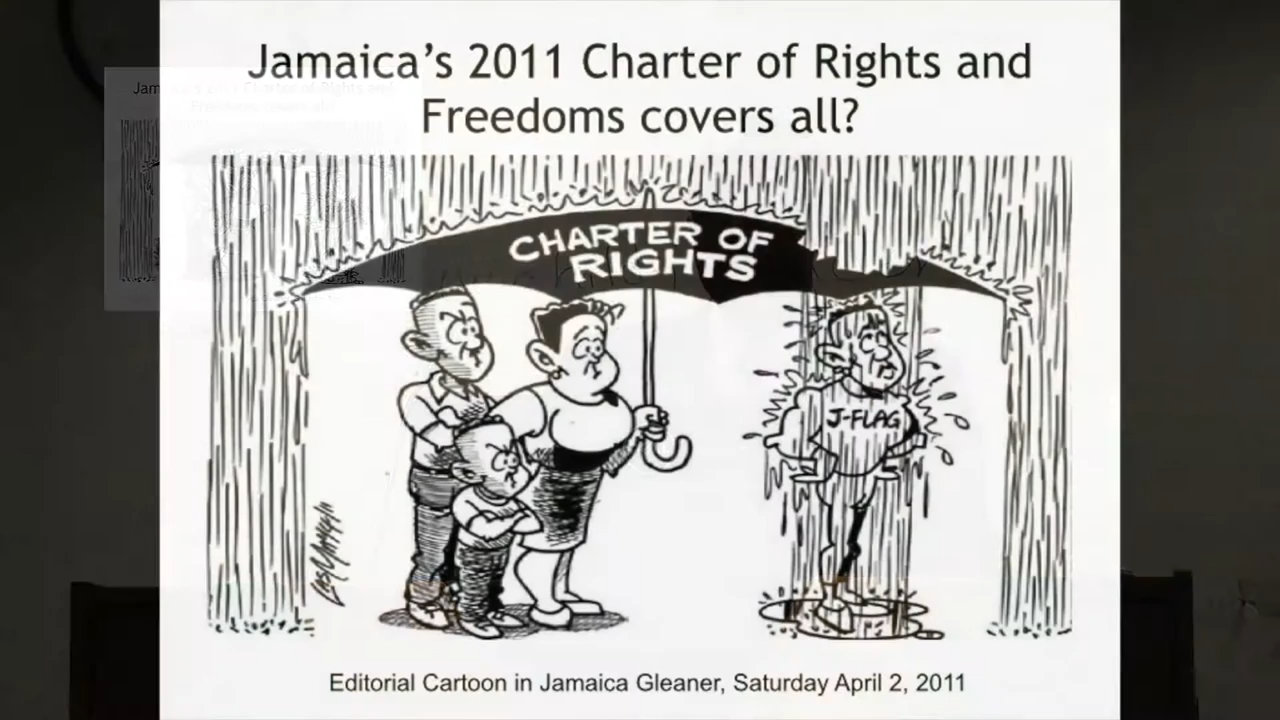 Jamaica's 2011 Charter of Rights and
Freedoms covers all?
CHARTER OF
RIGHTS
J-FLAG
Editorial Cartoon in Jamaica Gleaner, Saturday April 2, 2011